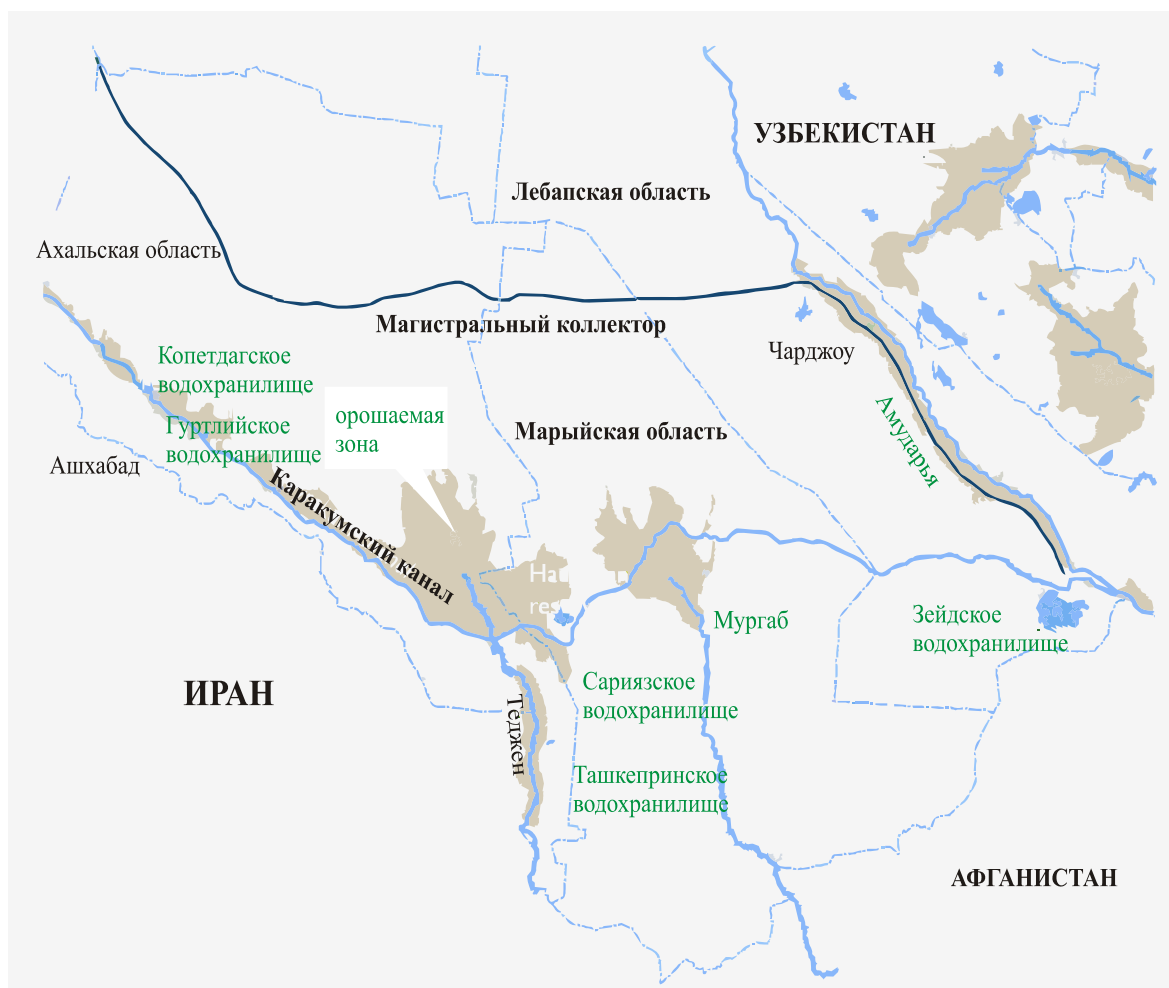 УЗБЕКИСТАН
Лебапская область
Ахальская область
Магистральный коллектор
Чарджоу
Копетдагское
водохранилище
Гуртлийское
водохранилище
орошаемая
зона
Марыйская область
Амударья
Ашхабад
Каракумский канал
Мургаб
Зейдское
водохранилище
ИРАН
Сариязское
водохранилище
Теджен
Ташкепринское
водохранилище
АФГАНИСТАН